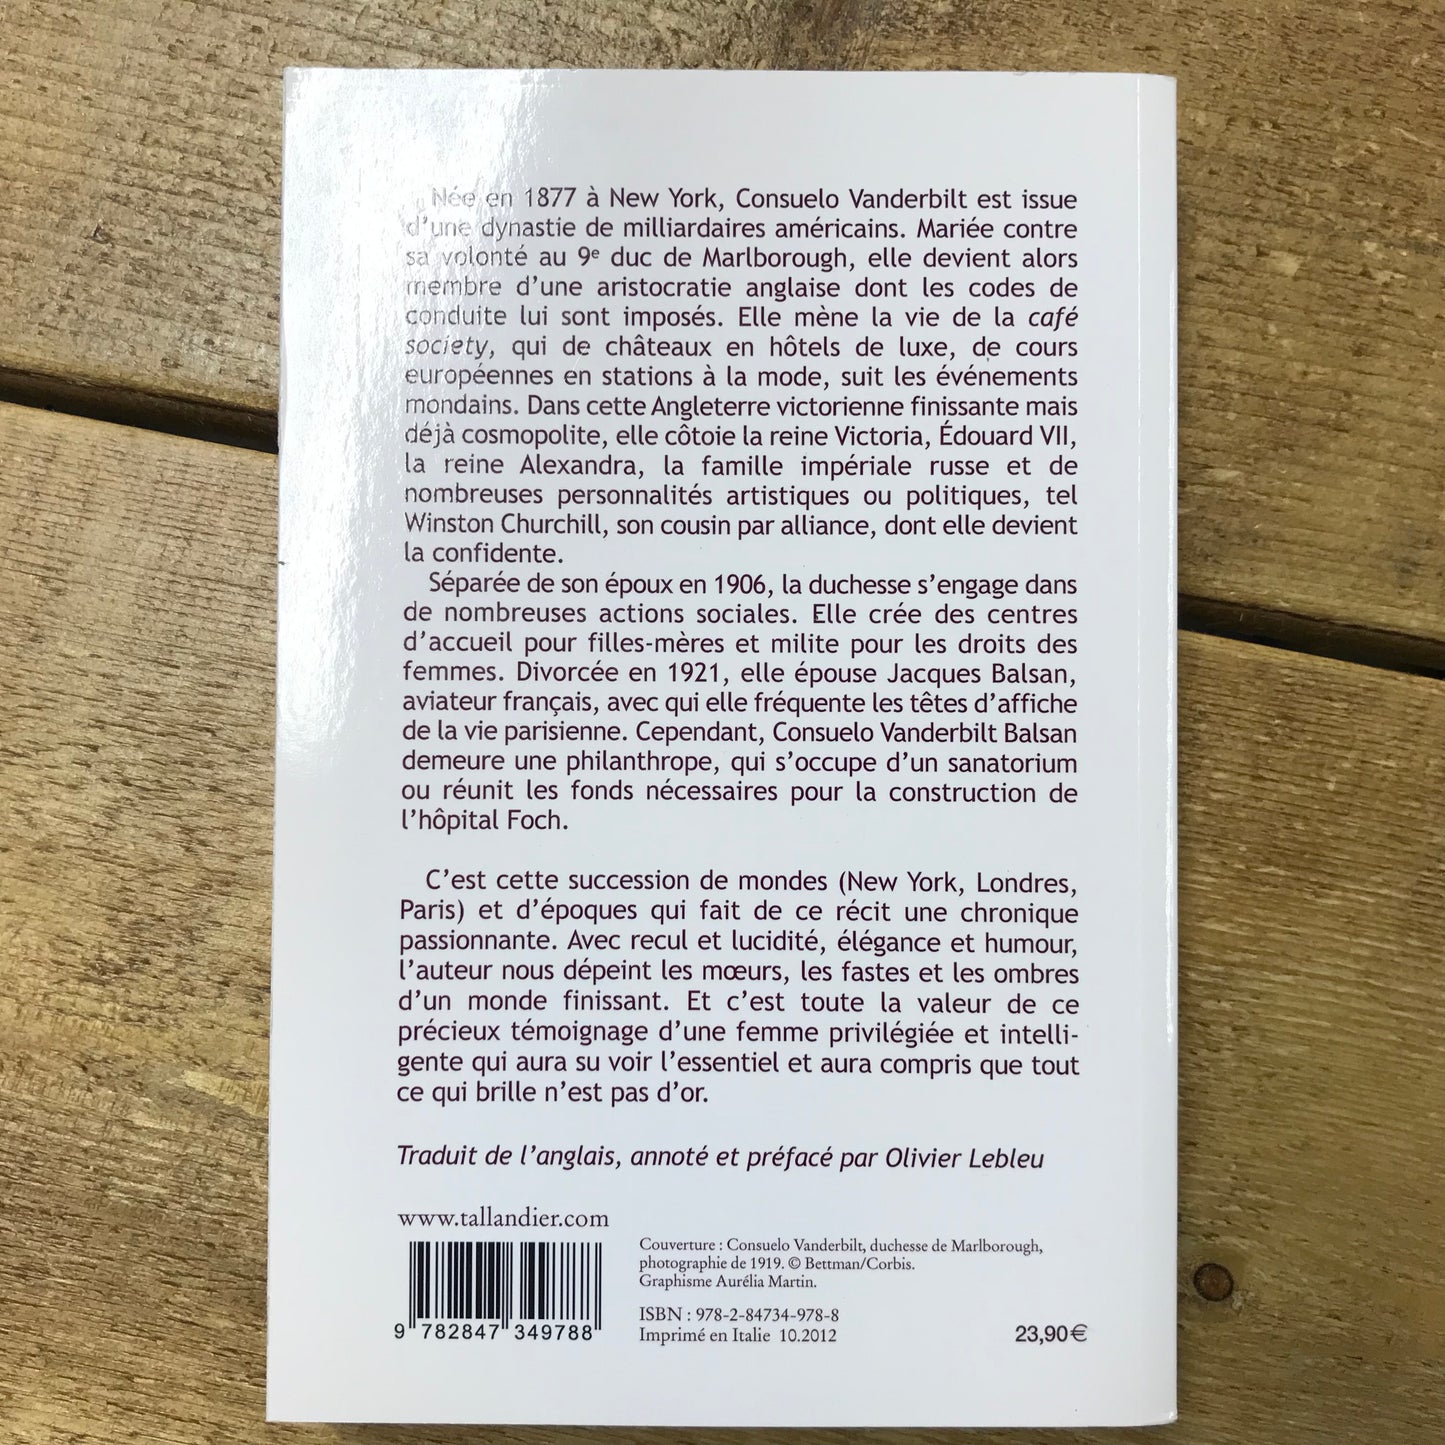 Née en 1877 à New York, Consuelo Vanderbilt est issue
d’une dynastie de milliardaires américains. Mariée contre
sa volonté au 9e duc de Marlborough, elle devient alors
membre d’une aristocratie anglaise dont les codes de
conduite lui sont imposés. Elle mène la vie de la café
society, qui de châteaux en hôtels de luxe, de cours
européennes en stations à la mode, suit les événements
mondains. Dans cette Angleterre victorienne finissante mais
déjà cosmopolite, elle côtoie la reine Victoria, Édouard VII,
la reine Alexandra, la famille impériale russe et de
nombreuses personnalités artistiques ou politiques, tel
Winston Churchill, son cousin par alliance, dont elle devient
la confidente.
Séparée de son époux en 1906, la duchesse s’engage dans
de nombreuses actions sociales. Elle crée des centres
d’accueil pour filles-mères et milite pour les droits des
femmes. Divorcée en 1921, elle épouse Jacques Balsan,
aviateur français, avec qui elle fréquente les têtes d’affiche
de la vie parisienne. Cependant, Consuelo Vanderbilt Balsan
demeure une philanthrope, qui s’occupe d’un sanatorium
ou réunit les fonds nécessaires pour la construction de
l’hôpital Foch.
C’est cette succession de mondes (New York, Londres,
Paris) et d’époques qui fait de ce récit une chronique
passionnante. Avec recul et lucidité, élégance et humour,
l’auteur nous dépeint les mœurs, les fastes et les ombres
d’un monde finissant. Et c’est toute la valeur de ce
précieux témoignage d’une femme privilégiée et intelli-
gente qui aura su voir l’essentiel et aura compris que tout
ce qui brille n’est pas d’or.
Traduit de l’anglais, annoté et préfacé par Olivier Lebleu
www.tallandier.com
Couverture : Consuelo Vanderbilt, duchesse de Marlborough,
photographie de 1919. © Bettman/Corbis.
Graphisme Aurélia Martin.
ISBN : 978-2-84734-978-8
Imprimé en Italie 10.2012
9 782847 349788
23,90€